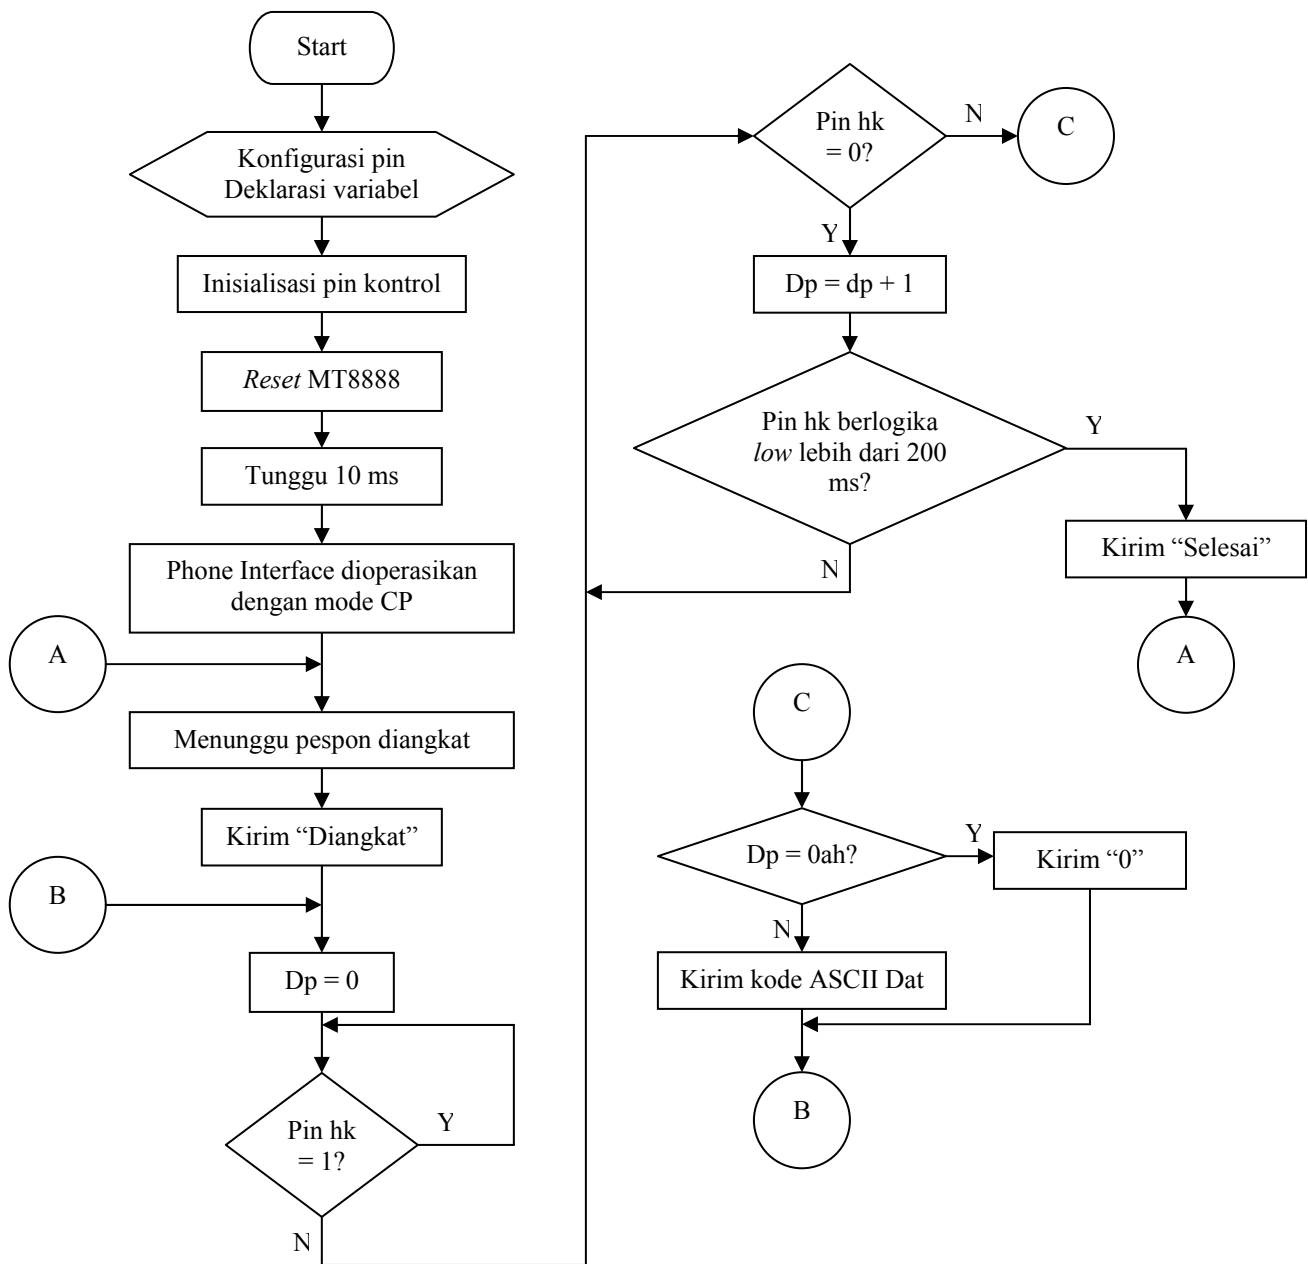 Start
Konfigurasi pin
Deklarasi variabel
Inisialisasi pin kontrol
Reset MT8888
Tunggu 10 ms
Phone Interface dioperasikan
dengan mode CP
A
Menunggu pespon diangkat
Kirim “Diangkat”
B
Dp = 0
Pin hk
= 1?
Y
N
Pin hk
= 0?
N
C
Y
Dp = dp + 1
Pin hk berlogika
low lebih dari 200
ms?
Y
N
Kirim “Selesai”
A
C
Dp = 0ah?
Y
Kirim “0”
N
Kirim kode ASCII Dat
B